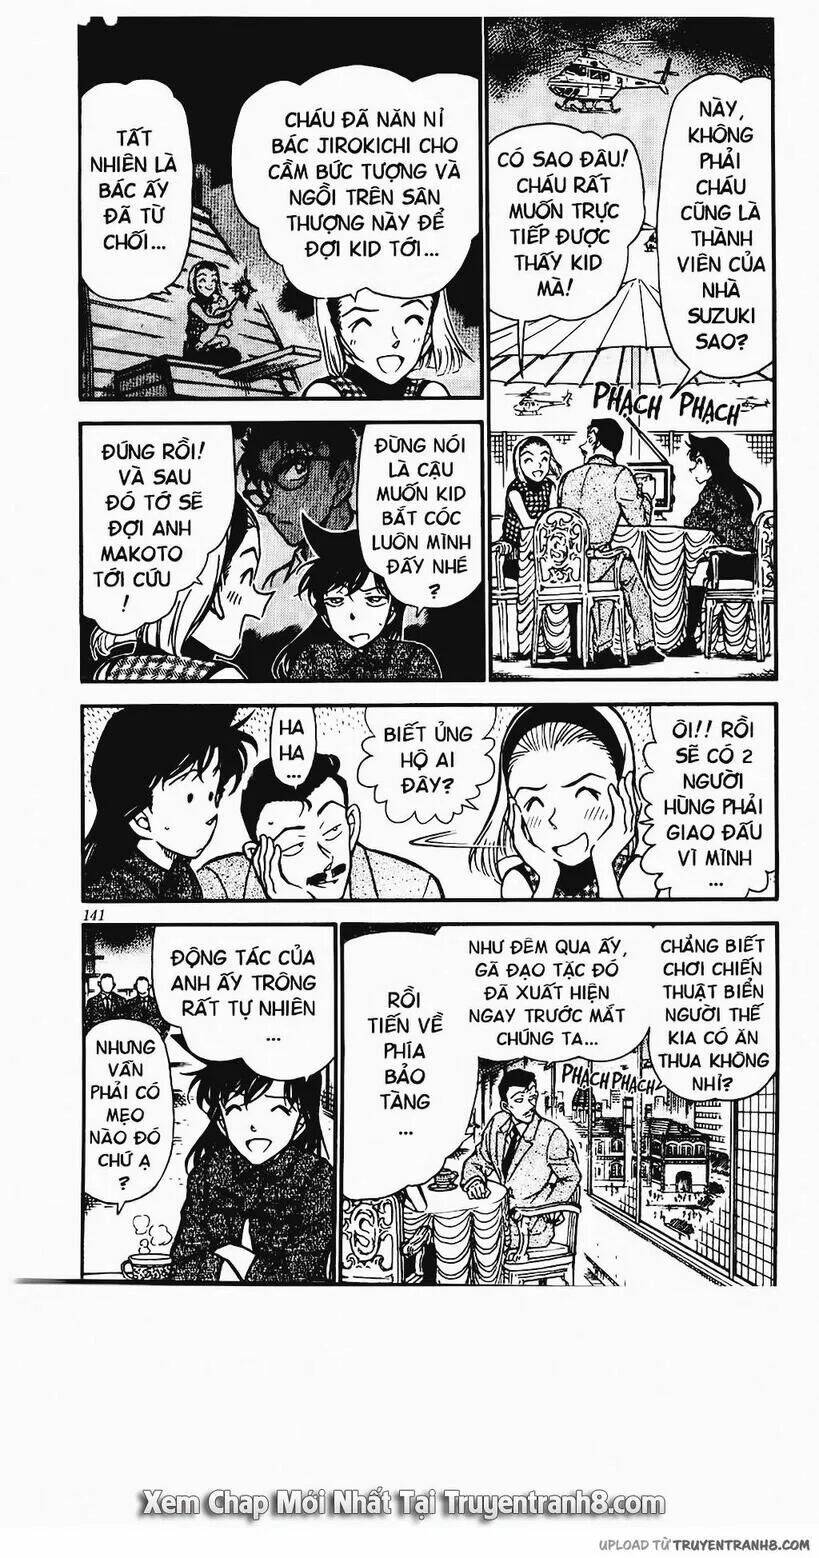 NÀY,
KHÔNG
PHẢI
CHÁU
CŨNG LÀ
THÀNH
VIÊN CỦA
NHÀ
SUZUKI
SAO?
CÓ SAO ĐÂU!
CHÁU RẤT
MUỐN TRỰC
TIẾP ĐƯỢC
THẤY KID
MÀ!
PHẠCH PHẠCH
CHÁU ĐÃ NĂN NỈ
BÁC JIROKICHI CHO
CẦM BỨC TƯỢNG VÀ
NGỒI TRÊN SÂN
THƯỢNG NÀY ĐỂ
ĐỢI KID TỚI...
TẤT
NHIÊN LÀ
BÁC ẤY
ĐÃ TỪ
CHỐI...
ĐỪNG NÓI
LÀ CẬU
MUỐN KID
BẮT CÓC
LUÔN MÌNH
ĐẤY NHÉ
?
ĐÚNG RỒI!
VÀ SAU
ĐÓ TỚ SẼ
ĐỢI ANH
MAKOTO
TỚI CỨU
!
ÔI!! RỒI
SẼ CÓ 2
NGƯỜI
HÙNG PHẢI
GIAO ĐẤU
VÌ MÌNH
...
BIẾT ỦNG
HỘ AI
ĐÂY?
HA
HA
...
141
CHẲNG BIẾT
CHƠI CHIẾN
THUẬT BIỂN
NGƯỜI THẾ
KIA CÓ ĂN
THUA KHÔNG
NHỈ?
NHƯ ĐÊM QUA ẤY,
GÃ ĐẠO TẶC ĐÓ
ĐÃ XUẤT HIỆN
NGAY TRƯỚC MẮT
CHÚNG TA...
PHẠCH PHẠCH
RỒI
TIẾN VỀ
PHÍA
BẢO
TÀNG
...
ĐỘNG TÁC CỦA
ANH ẤY TRÔNG
RẤT TỰ NHIÊN
...
NHƯNG
VẪN
PHẢI CÓ
MẸO
NÀO ĐÓ
CHỨ Ạ
?
Xem Chap Mới Nhất Tại Truyentranh8.com
UPLOAD TỪ TRUYENTRANH8.COM